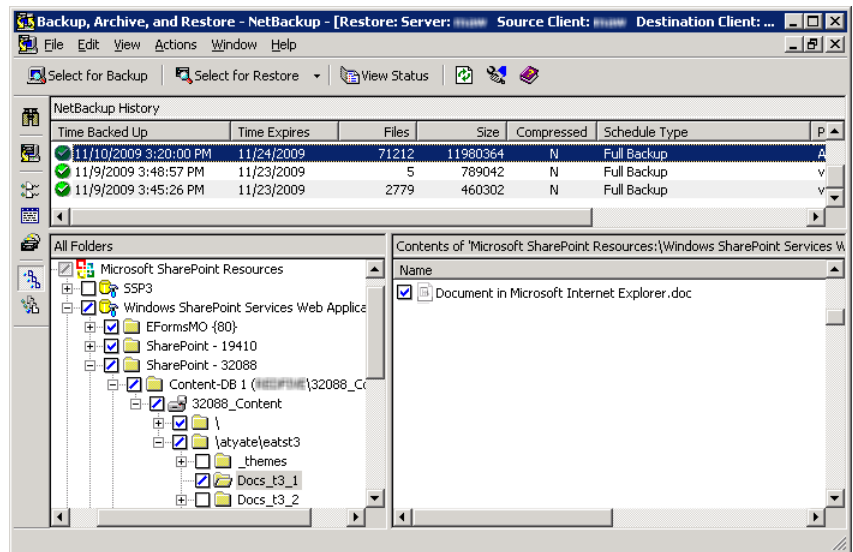 Backup, Archive, and Restore - NetBackup - [Restore: Server: Source Client: Destination Client: ...
File Edit View Actions Window Help
Select for Backup Select for Restore View Status
NetBackup History
Time Backed Up Time Expires Files Size Compressed Schedule Type P
11/10/2009 3:20:00 PM 11/24/2009 71212 11980364 N Full Backup A
11/9/2009 3:48:57 PM 11/23/2009 5 789042 N Full Backup v
11/9/2009 3:45:26 PM 11/23/2009 2779 460302 N Full Backup v
All Folders
Microsoft SharePoint Resources
SSP3
Windows SharePoint Services Web Applica
EFormsMO {80}
SharePoint - 19410
SharePoint - 32088
Content-DB 1 ( \32088_Co
32088_Content
\
\atyate\eatst3
_themes
Docs_t3_1
Docs_t3_2
Contents of 'Microsoft SharePoint Resources:\Windows SharePoint Services W
Name
Document in Microsoft Internet Explorer.doc